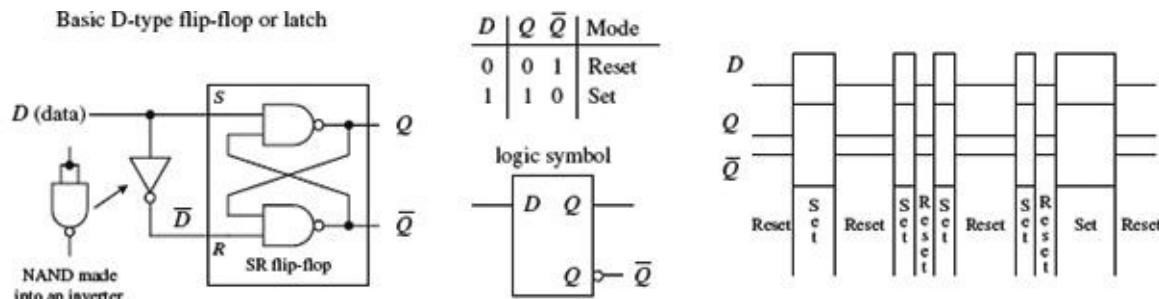 Basic D-type flip-flop or latch
D (data)
S
Q
D̅
R
Q̅
SR flip-flop
NAND made
into an inverter
D Q Q̅ Mode
0 0 1 Reset
1 1 0 Set
logic symbol
D Q
Q Q̅
D
Q
Q̅
Reset Set Reset Set Reset Set Reset Set Reset Set Reset